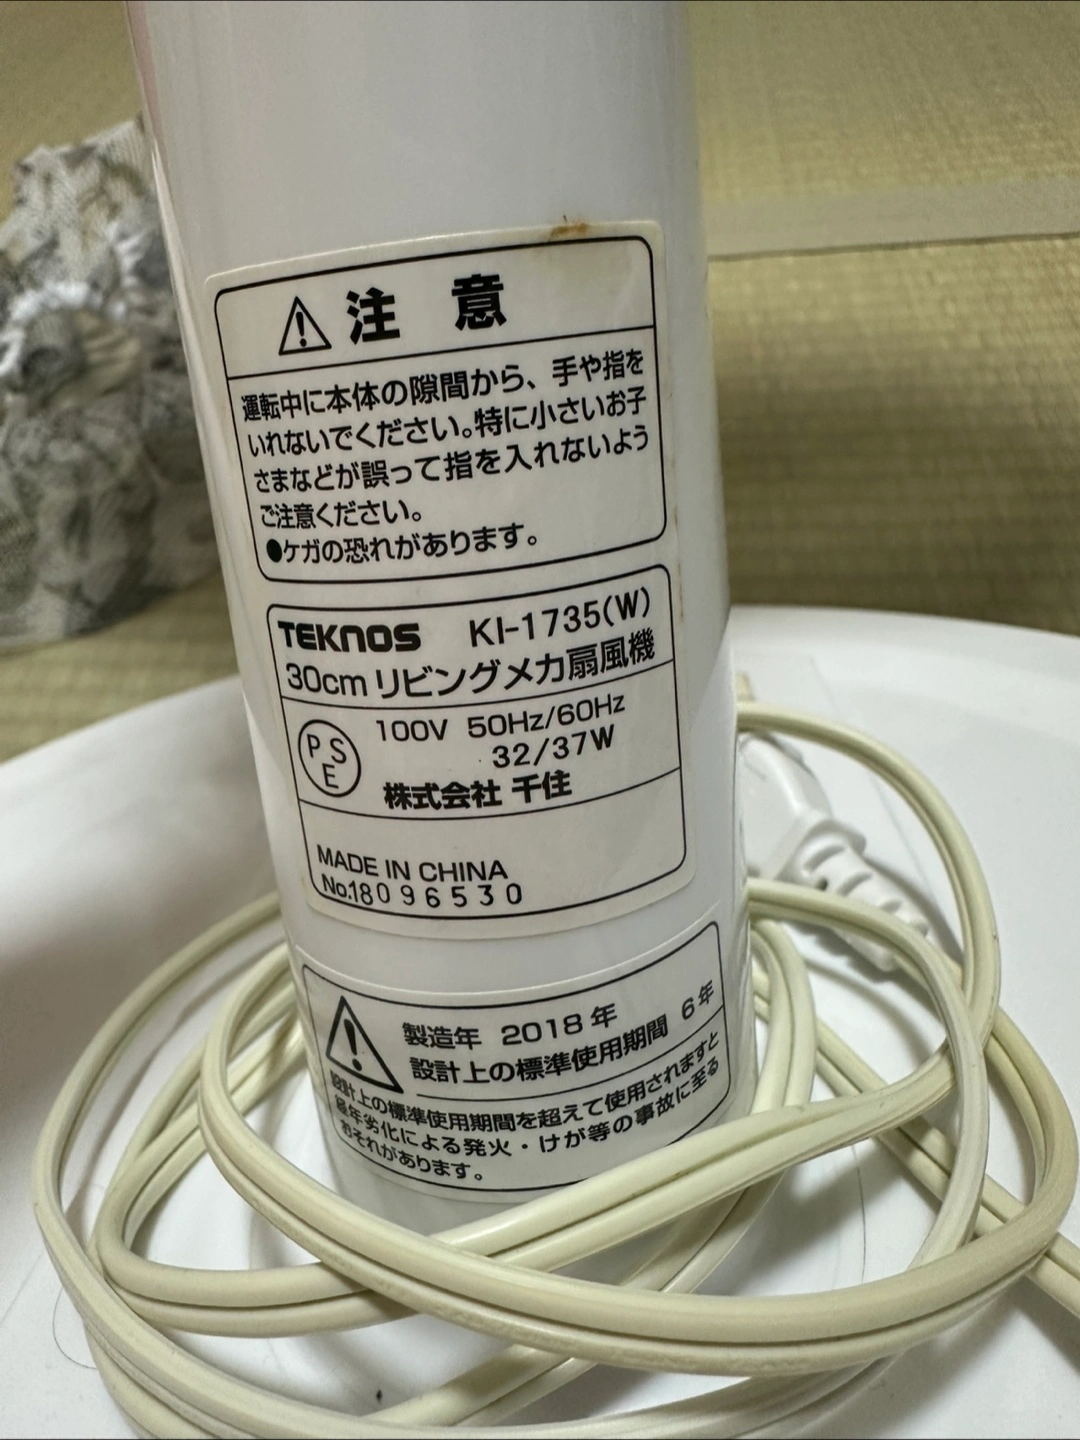 注 意
運転中に本体の隙間から、手や指を
いれないでください。特に小さいお子
さまなどが誤って指を入れないよう
ご注意ください。
●ケガの恐れがあります。
TEKNOS KI-1735(W)
30cmリビングメカ扇風機
PSE
100V 50Hz/60Hz
32/37W
株式会社 千住
MADE IN CHINA
No.18096530
製造年 2018年
設計上の標準使用期間 6年
設計上の標準使用期間を超えて使用されますと
経年劣化による発火・けが等の事故に至る
おそれがあります。